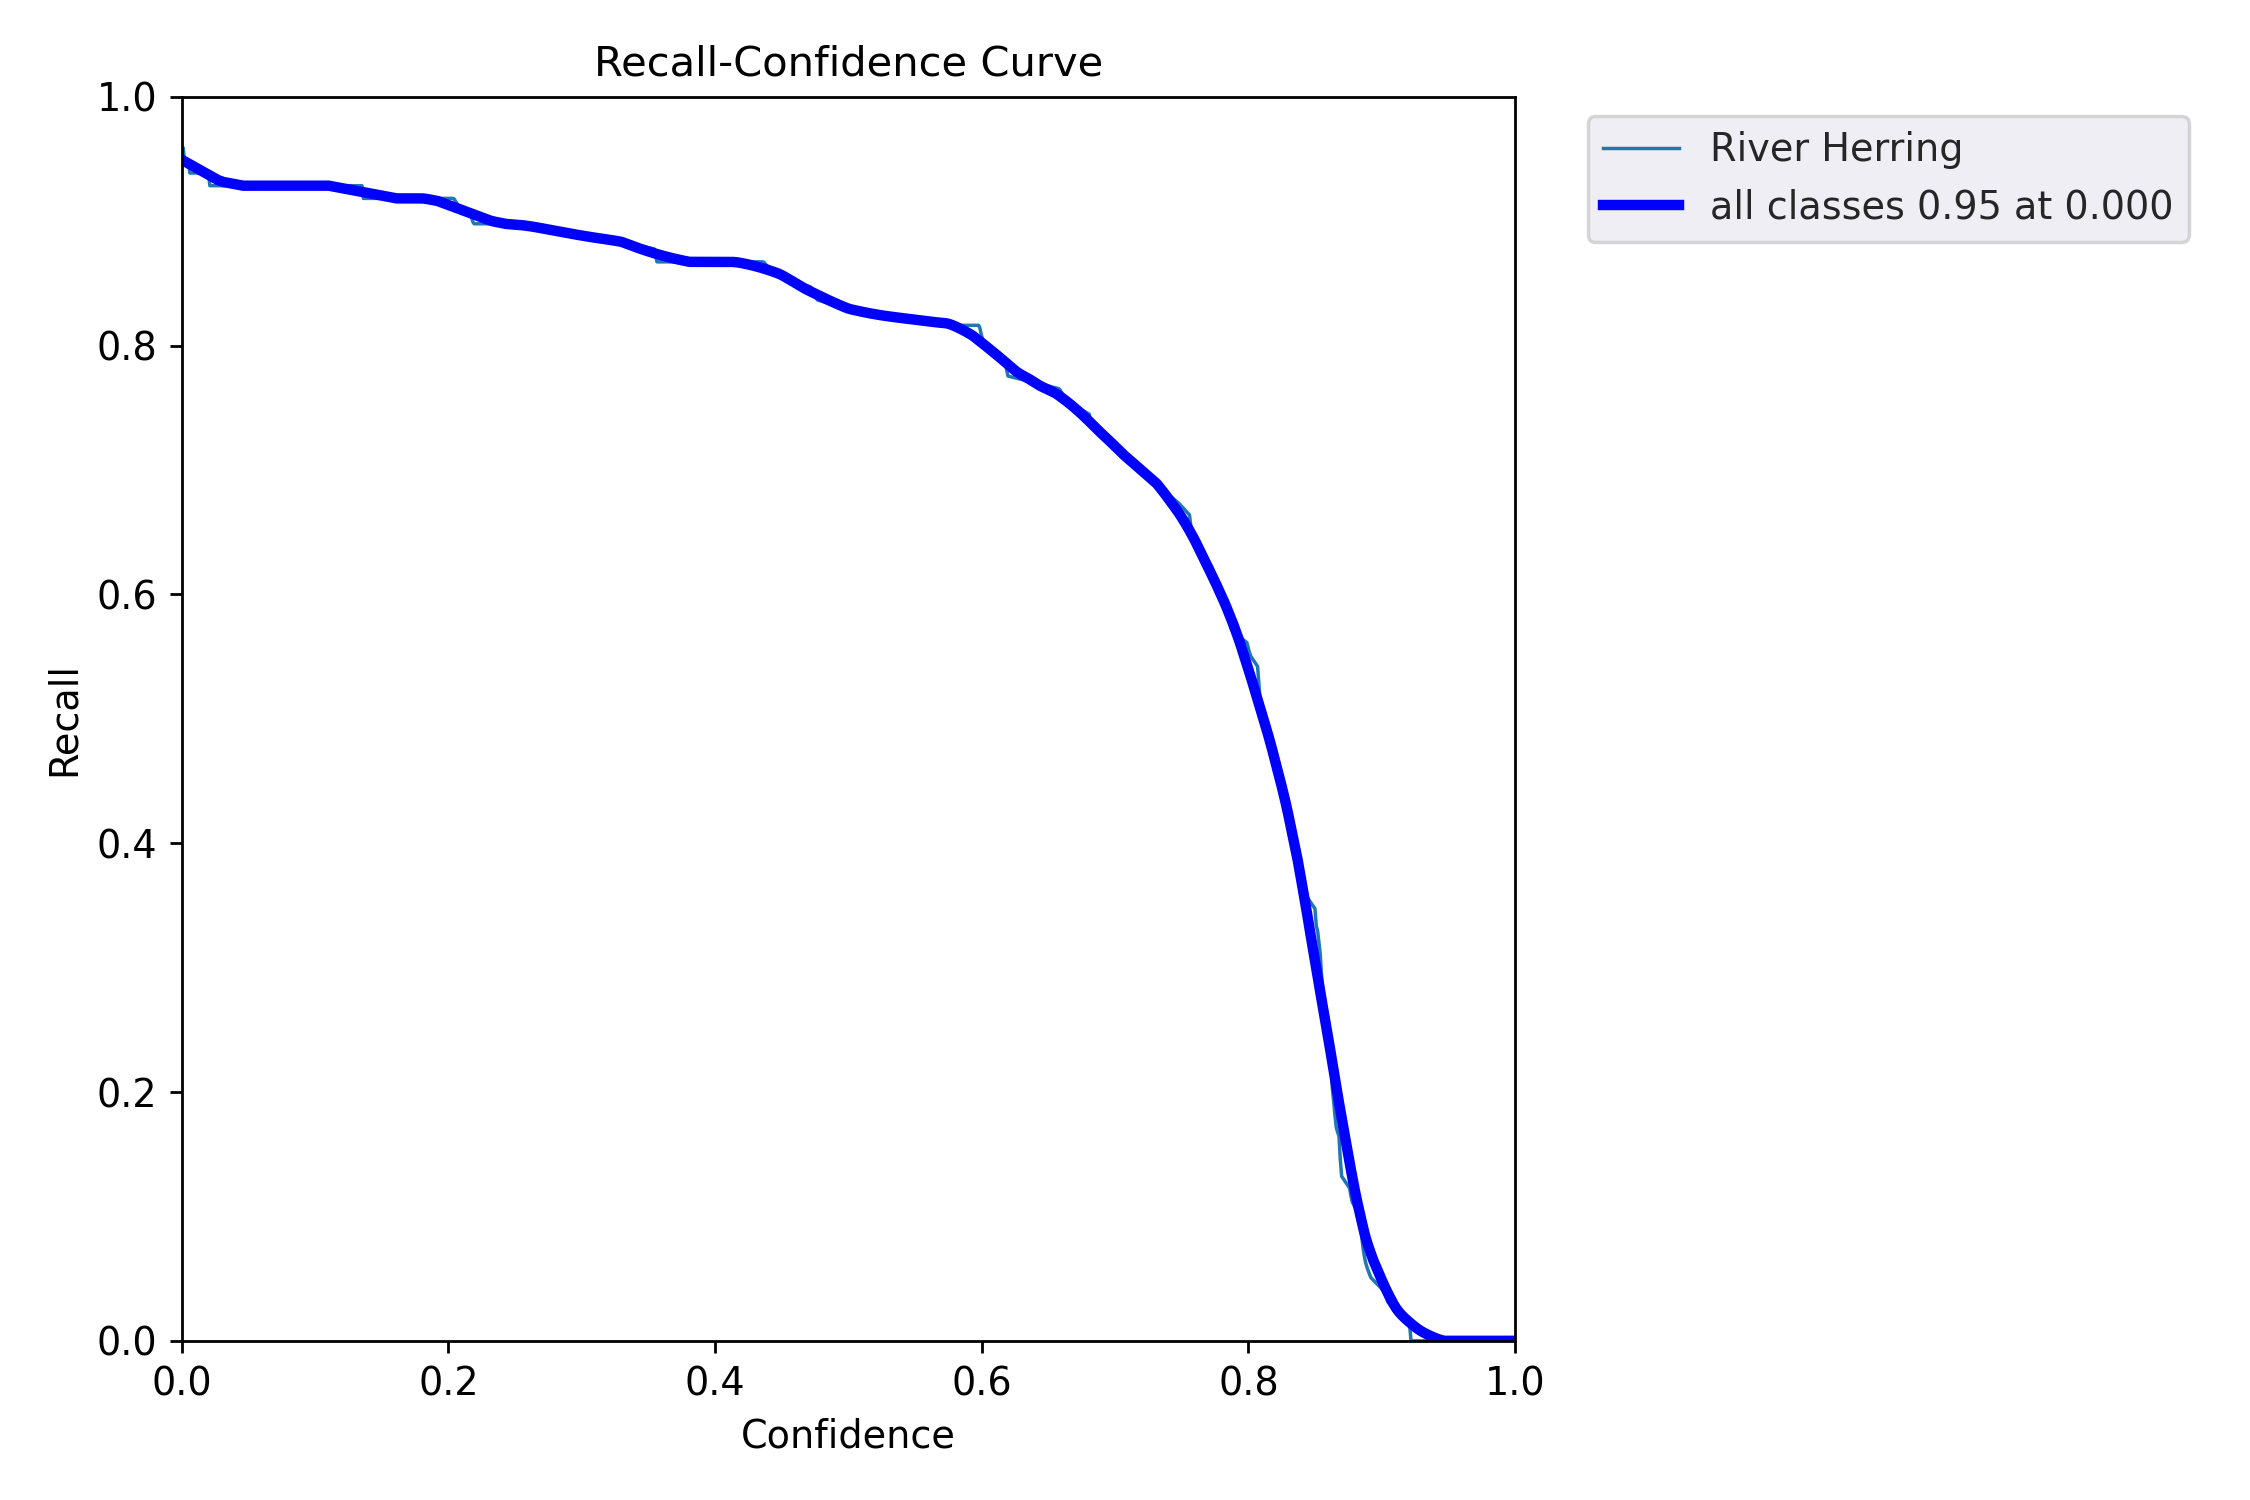 Recall-Confidence Curve
1.0
0.8
0.6
0.4
0.2
0.0
Recall
0.0 0.2 0.4 0.6 0.8 1.0
Confidence
River Herring
all classes 0.95 at 0.000